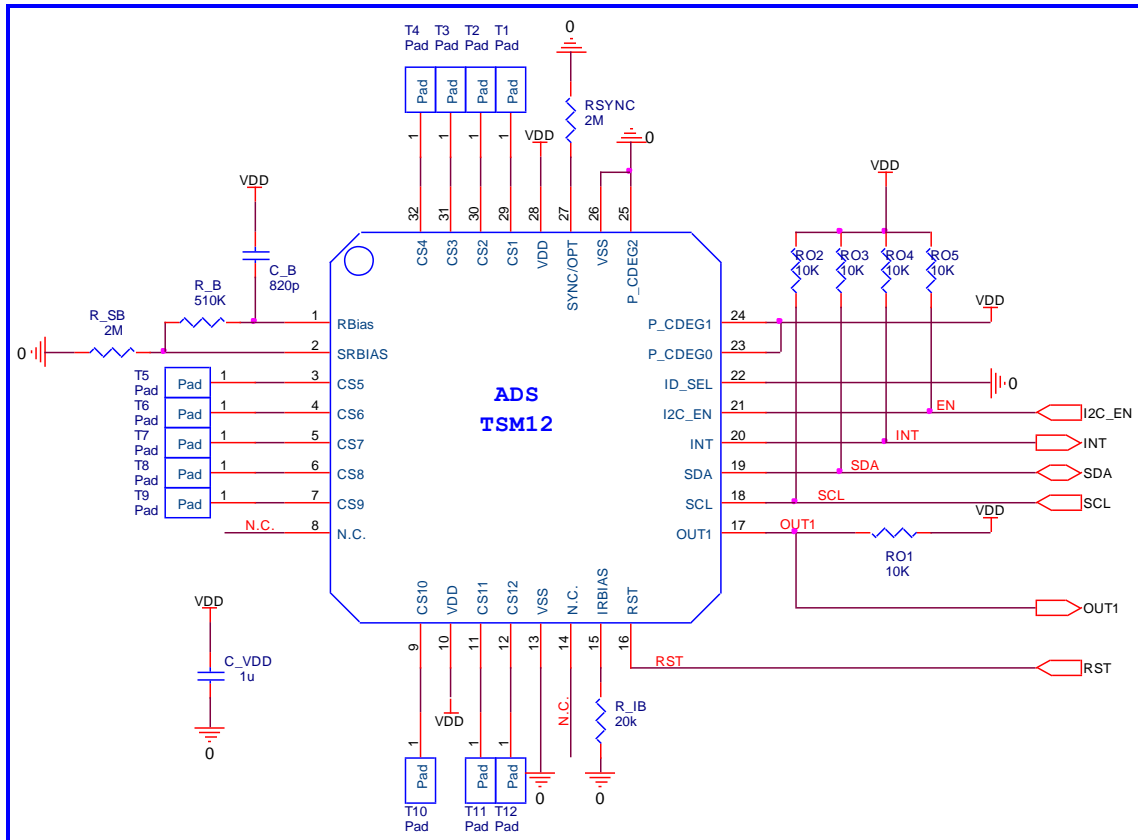 T4 T3 T2 T1
Pad Pad Pad Pad
0
Pad Pad Pad Pad
RSYNC
2M
1 1 1 1
VDD
0
VDD
VDD
32 31 30 29 28 27 26 25
CS4 CS3 CS2 CS1 VDD SYNC/OPT VSS P_CDEG2
C_B
820p
RO2 RO3 RO4 RO5
10K 10K 10K 10K
R_B
510K
R_SB
2M
1 RBias
P_CDEG1 24
VDD
0
2 SRBIAS
P_CDEG0 23
T5
Pad
Pad 1 3 CS5
ID_SEL 22
0
ADS
TSM12
T6
Pad
Pad 1 4 CS6
I2C_EN 21 EN I2C_EN
T7
Pad
Pad 1 5 CS7
INT 20 INT INT
T8
Pad
Pad 1 6 CS8
SDA 19 SDA SDA
T9
Pad
Pad 1 7 CS9
SCL 18 SCL SCL
N.C. 8 N.C.
OUT1 17 OUT1
VDD
RO1
10K
CS10 VDD CS11 CS12 VSS N.C. IRBIAS RST
9 10 11 12 13 14 15 16
VDD
OUT1
C_VDD
1u
RST RST
0
VDD
N.C.
R_IB
20k
1 1 1
Pad Pad Pad
0 0
T10 T11 T12
Pad Pad Pad